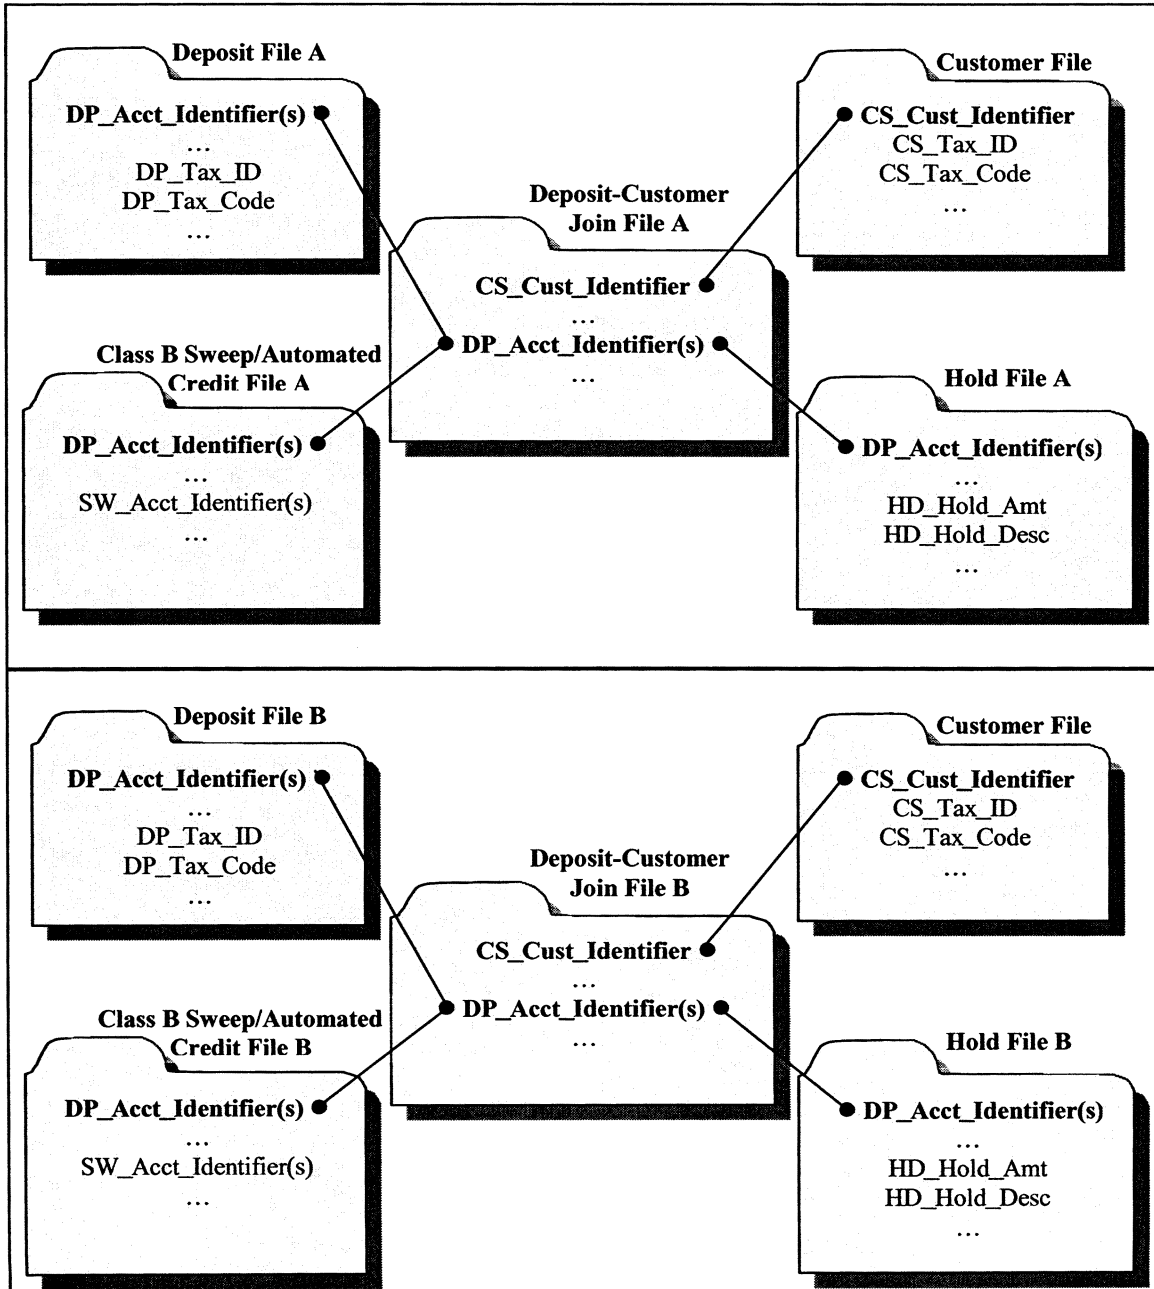 Deposit File A
DP_Acct_Identifier(s)
...
DP_Tax_ID
DP_Tax_Code
...
Customer File
CS_Cust_Identifier
CS_Tax_ID
CS_Tax_Code
...
Deposit-Customer
Join File A
CS_Cust_Identifier
...
DP_Acct_Identifier(s)
...
Class B Sweep/Automated
Credit File A
DP_Acct_Identifier(s)
...
SW_Acct_Identifier(s)
...
Hold File A
DP_Acct_Identifier(s)
...
HD_Hold_Amt
HD_Hold_Desc
...
Deposit File B
DP_Acct_Identifier(s)
...
DP_Tax_ID
DP_Tax_Code
...
Customer File
CS_Cust_Identifier
CS_Tax_ID
CS_Tax_Code
...
Deposit-Customer
Join File B
CS_Cust_Identifier
...
DP_Acct_Identifier(s)
...
Class B Sweep/Automated
Credit File B
DP_Acct_Identifier(s)
...
SW_Acct_Identifier(s)
...
Hold File B
DP_Acct_Identifier(s)
...
HD_Hold_Amt
HD_Hold_Desc
...